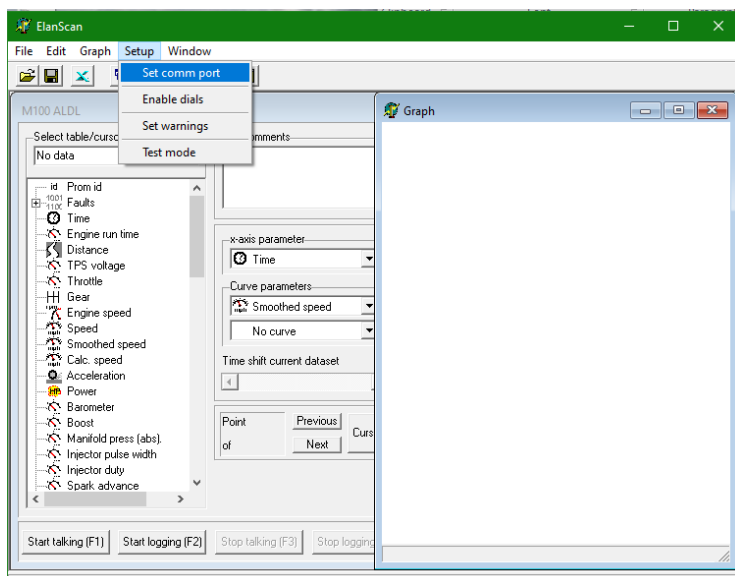 ElanScan
File Edit Graph Setup Window
Set comm port
Enable dials
Set warnings
Test mode
M100 ALDL
Select table/curso
No data
mments
id Prom id
1001 1100 Faults
Time
Engine run time
Distance
TPS voltage
Throttle
Gear
Engine speed
Speed
Smoothed speed
Calc. speed
Acceleration
Power
Barometer
Boost
Manifold press (abs).
Injector pulse width
Injector duty
Spark advance
x-axis parameter
Time
Curve parameters
Smoothed speed
No curve
Time shift current dataset
Point
of
Previous
Next
Curs
Start talking (F1) Start logging (F2) Stop talking (F3) Stop logging
Graph